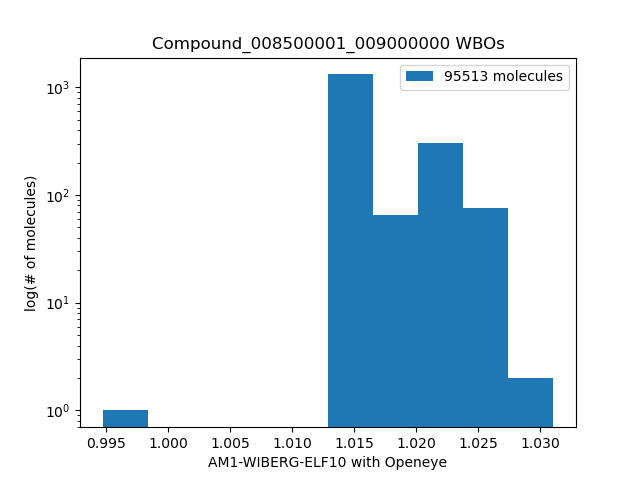 Compound_008500001_009000000 WBOs
95513 molecules
log(# of molecules)
10³
10²
10¹
10⁰
0.995 1.000 1.005 1.010 1.015 1.020 1.025 1.030
AM1-WIBERG-ELF10 with Openeye